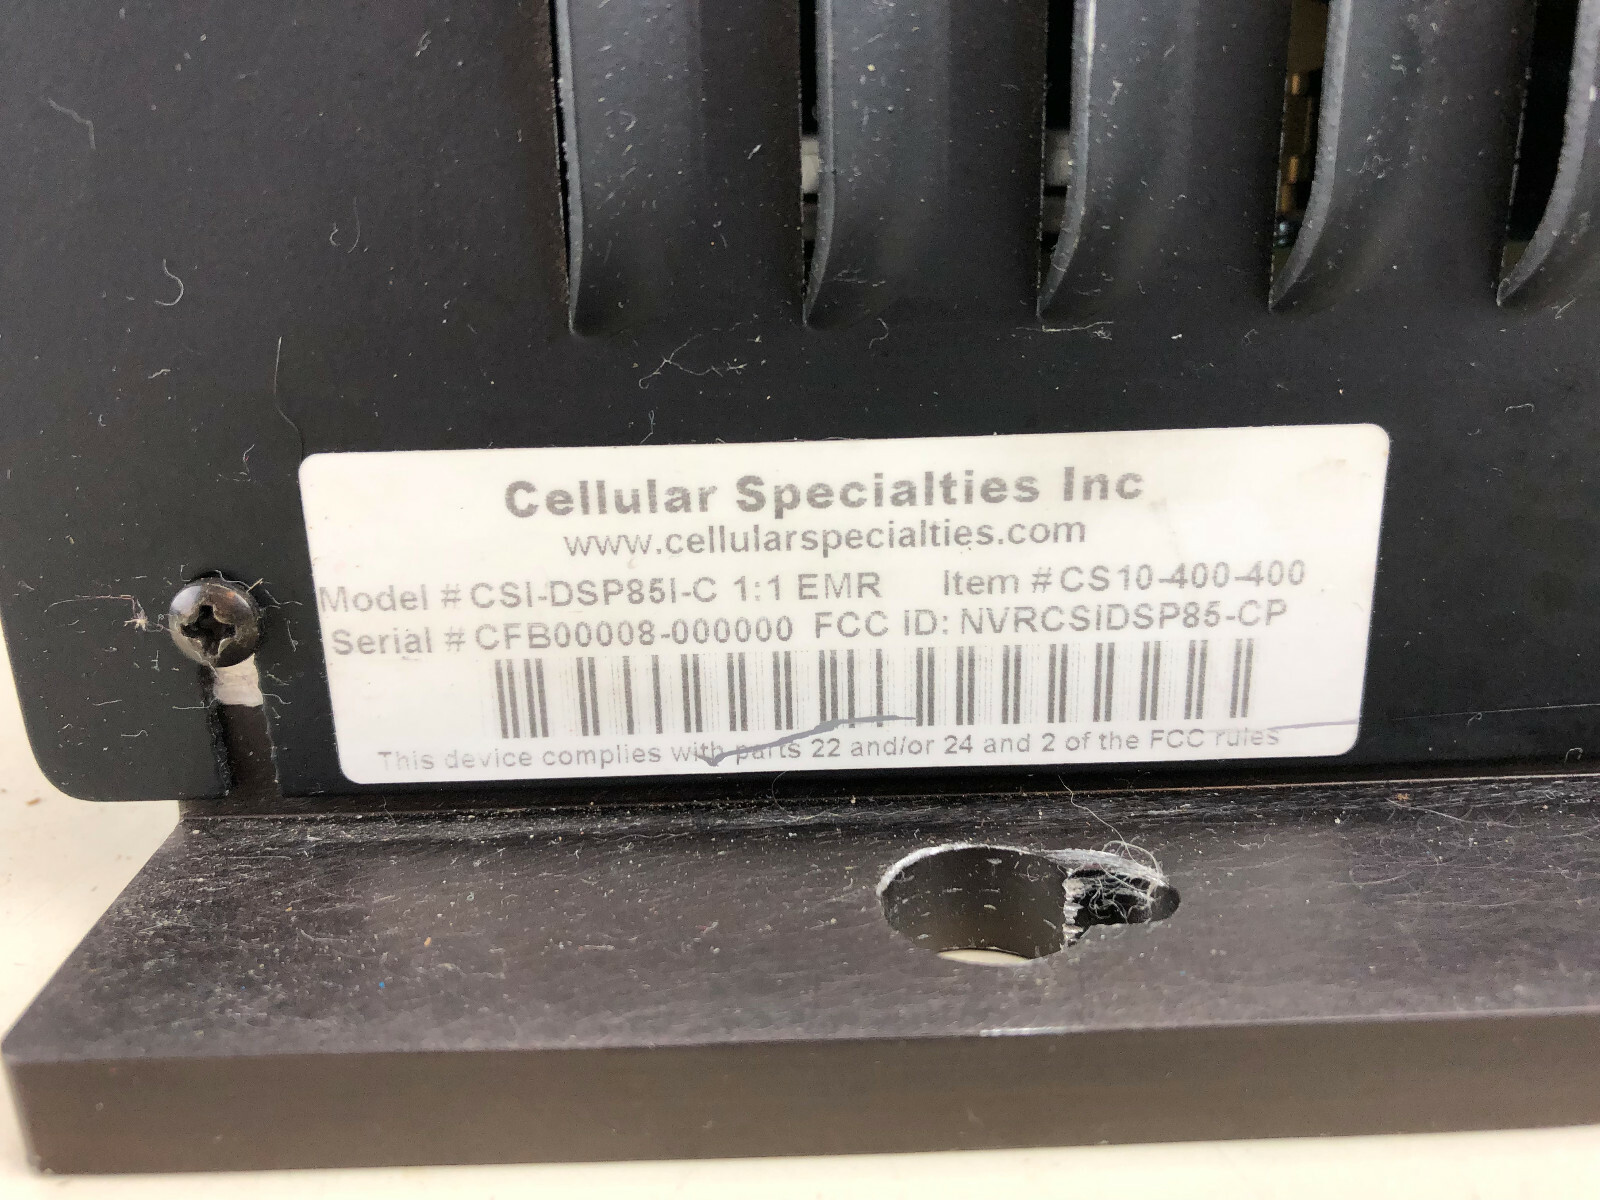 Cellular Specialties Inc
www.cellularspecialties.com
Model # CSI-DSP85I-C 1:1 EMR Item # CS10-400-400
Serial # CFB00008-000000 FCC ID: NVRCSIDSP85-CP
This device complies with parts 22 and/or 24 and 2 of the FCC rules